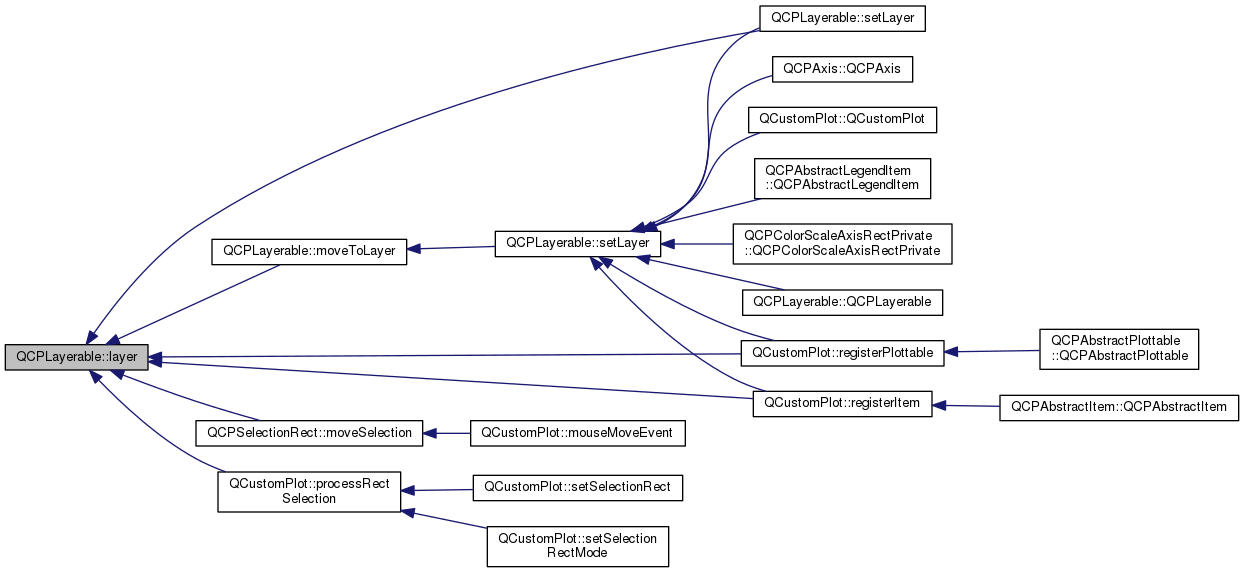 QCPLayerable::setLayer
QCPAxis::QCPAxis
QCustomPlot::QCustomPlot
QCPAbstractLegendItem
::QCPAbstractLegendItem
QCPColorScaleAxisRectPrivate
::QCPColorScaleAxisRectPrivate
QCPLayerable::setLayer
QCPLayerable::moveToLayer
QCPLayerable::QCPLayerable
QCPLayerable::layer
QCustomPlot::registerPlottable
QCPAbstractPlottable
::QCPAbstractPlottable
QCustomPlot::registerItem
QCPAbstractItem::QCPAbstractItem
QCPSelectionRect::moveSelection
QCustomPlot::mouseMoveEvent
QCustomPlot::processRect
Selection
QCustomPlot::setSelectionRect
QCustomPlot::setSelection
RectMode